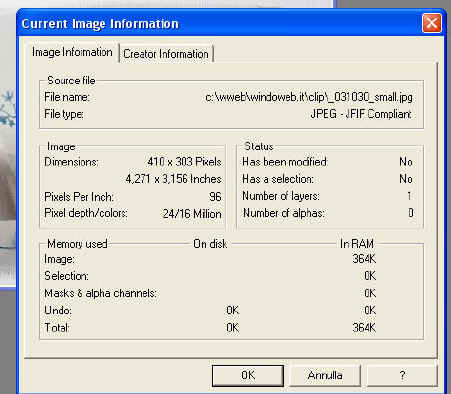 Current Image Information
Image Information Creator Information
Source file
File name: c:\wweb\windoweb.it\clip\_031030_small.jpg
File type: JPEG - JFIF Compliant
Image
Dimensions: 410 x 303 Pixels
4,271 x 3,156 Inches
Pixels Per Inch: 96
Pixel depth/colors: 24/16 Million
Status
Has been modified: No
Has a selection: No
Number of layers: 1
Number of alphas: 0
Memory used On disk In RAM
Image: 364K
Selection: 0K
Masks & alpha channels: 0K
Undo: 0K 0K
Total: 0K 364K
OK Annulla ?